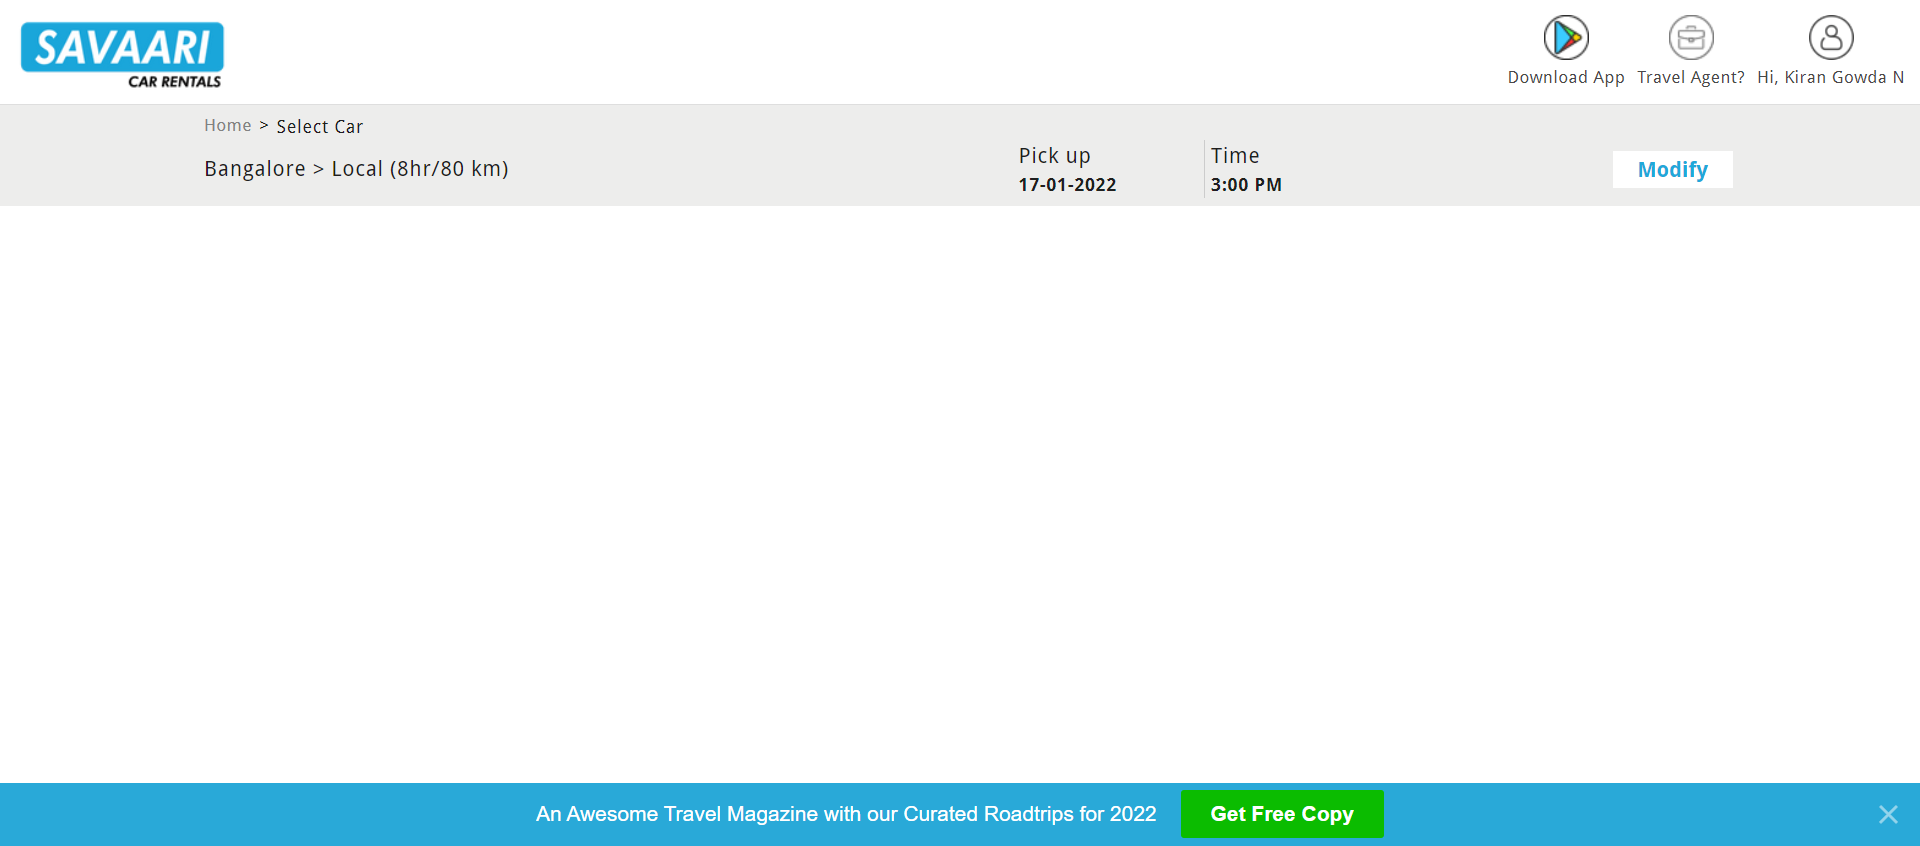 SAVAARI
CAR RENTALS
Download App
Travel Agent?
Hi, Kiran Gowda N
Home > Select Car
Bangalore > Local (8hr/80 km)
Pick up
17-01-2022
Time
3:00 PM
Modify
An Awesome Travel Magazine with our Curated Roadtrips for 2022
Get Free Copy